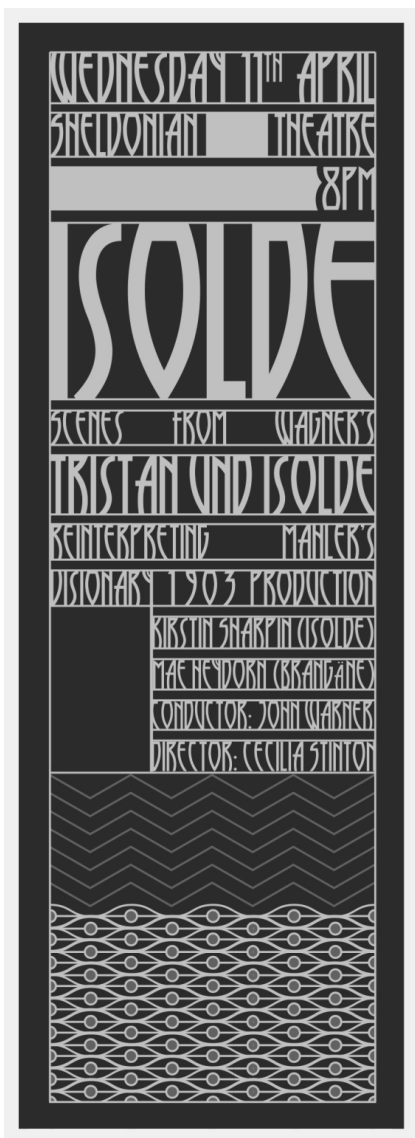 WEDNESDAY 11TH APRIL
SHELDONIAN THEATRE
8PM
ISOLDE
SCENES FROM WAGNER'S
TRISTAN UND ISOLDE
REINTERPRETING MAHLER'S
VISIONARY 1903 PRODUCTION
KIRSTIN SHARPIN (ISOLDE)
MAE HEYDORN (BRANGÄNE)
CONDUCTOR: JOHN WARNER
DIRECTOR: CECILIA STINTON